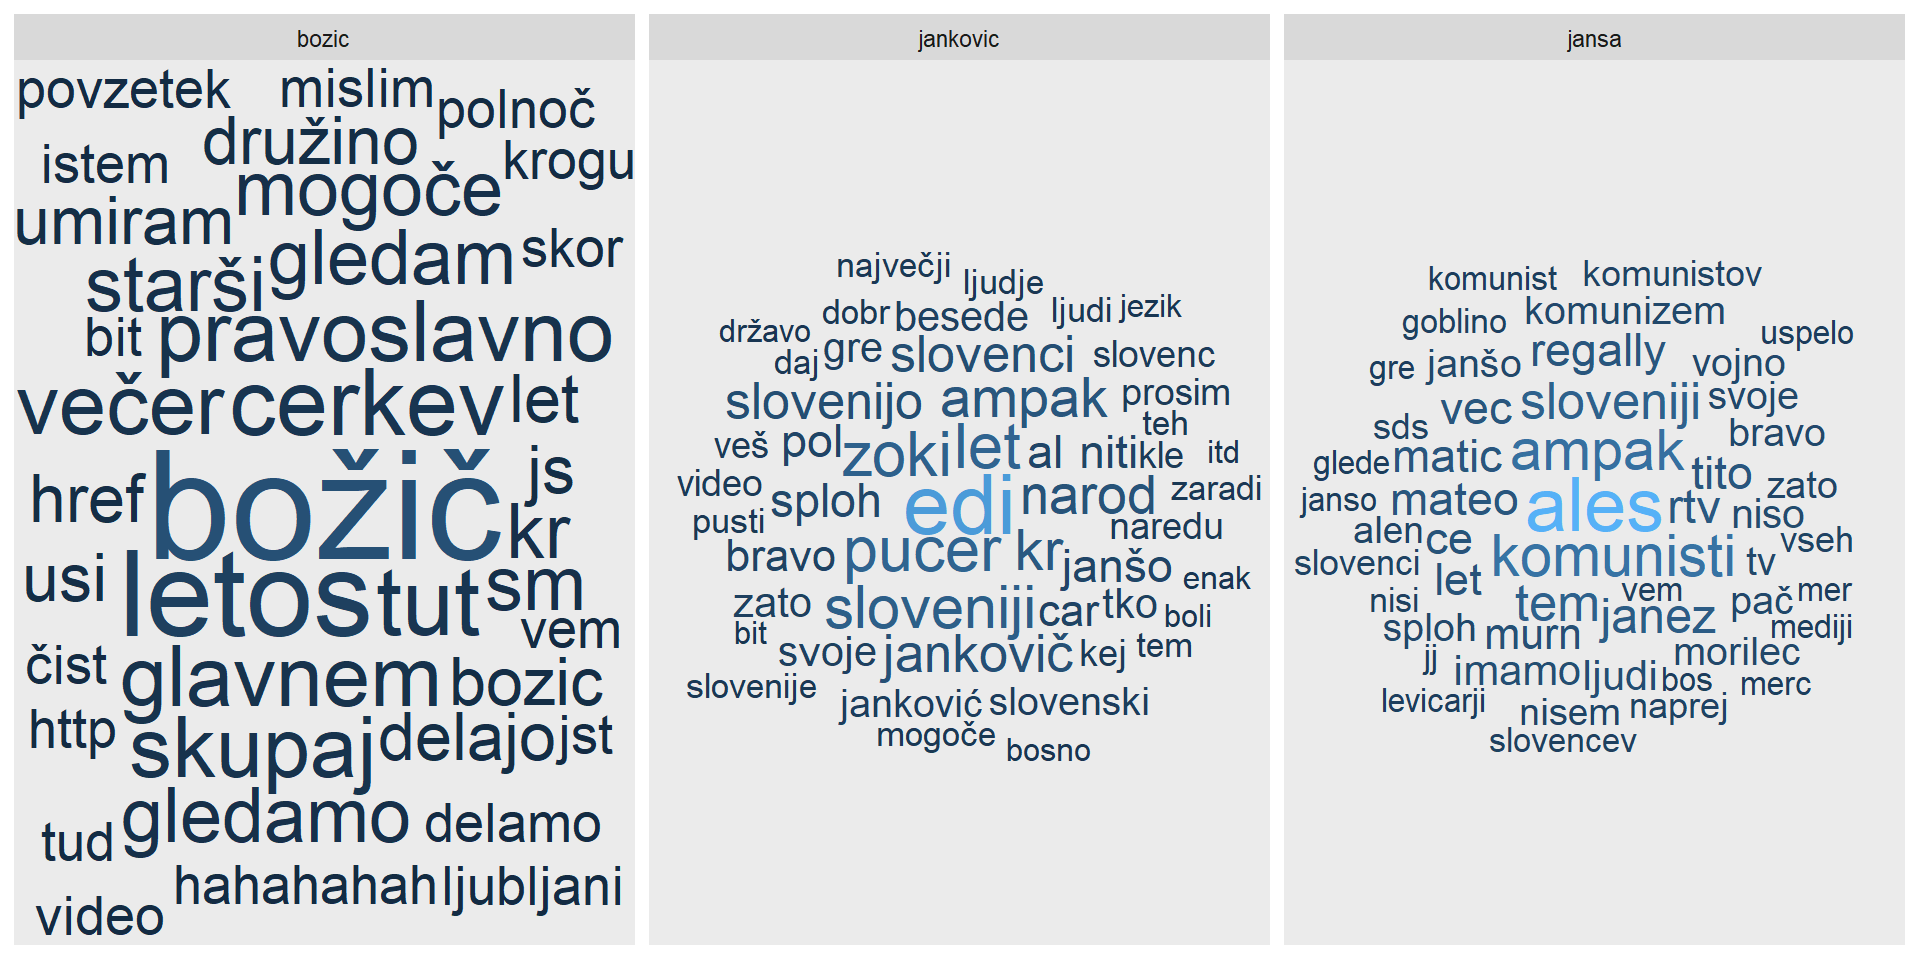 bozic
povzetek mislim
polnoč
družino
istem krogu
mogoče
umiram
skor
gledam
starši
bit pravoslavno
večer cerkev let
js
href božič
kr
usi letos tut sm
vem
čist
glavnem bozic
http
skupaj delajo jst
gledamo delamo
tud
hahahahah ljubljani
video
jankovic
največji
ljudje
dobr besede ljudi jezik
državo
daj gre slovenci slovenc
slovenijo ampak prosim
teh
veš pol zoki let al niti kle itd
video sploh edi narod zaradi
pusti naredu
bravo pucer kr janšo enak
zato sloveniji car tko boli
bit
svoje jankovič kej tem
slovenije
janković slovenski
mogoče
bosno
jansa
komunist komunistov
goblino komunizem
uspelo
gre janšo regally vojno
vec sloveniji svoje
sds bravo
glede matic ampak tito
janso mateo ales rtv niso zato
alen ce vseh
slovenci komunisti tv
let
nisi tem vem pač mer
sploh murn janez mediji
jj imamo ljudi morilec
bos merc
levicarji
nisem naprej
slovencev